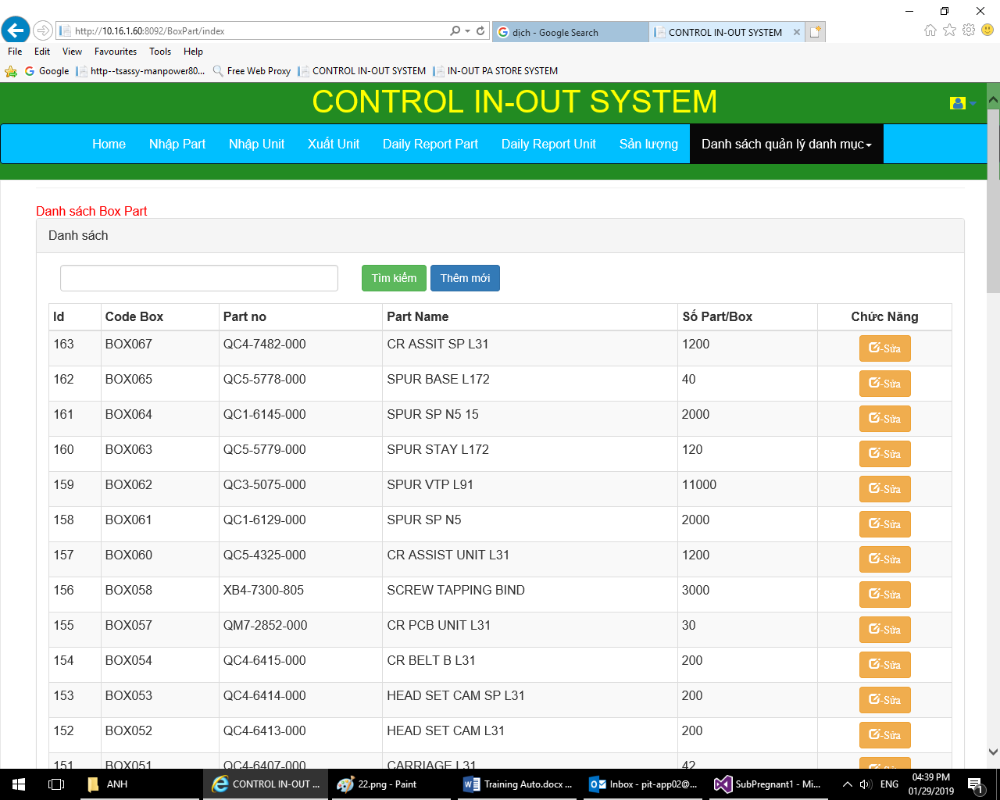 http://10.16.1.60:8092/BoxPart/index
dịch - Google Search
CONTROL IN-OUT SYSTEM
File Edit View Favourites Tools Help
Google http--tsassy-manpower80... Free Web Proxy CONTROL IN-OUT SYSTEM IN-OUT PA STORE SYSTEM
CONTROL IN-OUT SYSTEM
Home Nhập Part Nhập Unit Xuất Unit Daily Report Part Daily Report Unit Sản lượng Danh sách quản lý danh mục
Danh sách Box Part
Danh sách
Tìm kiếm Thêm mới
Id Code Box Part no Part Name Số Part/Box Chức Năng
163 BOX067 QC4-7482-000 CR ASSIT SP L31 1200 -Sửa
162 BOX065 QC5-5778-000 SPUR BASE L172 40 -Sửa
161 BOX064 QC1-6145-000 SPUR SP N5 15 2000 -Sửa
160 BOX063 QC5-5779-000 SPUR STAY L172 120 -Sửa
159 BOX062 QC3-5075-000 SPUR VTP L91 11000 -Sửa
158 BOX061 QC1-6129-000 SPUR SP N5 2000 -Sửa
157 BOX060 QC5-4325-000 CR ASSIST UNIT L31 1200 -Sửa
156 BOX058 XB4-7300-805 SCREW TAPPING BIND 3000 -Sửa
155 BOX057 QM7-2852-000 CR PCB UNIT L31 30 -Sửa
154 BOX054 QC4-6415-000 CR BELT B L31 200 -Sửa
153 BOX053 QC4-6414-000 HEAD SET CAM SP L31 200 -Sửa
152 BOX052 QC4-6413-000 HEAD SET CAM L31 200 -Sửa
151 BOX051 QC4-6407-000 CARRIAGE L31 42
ANH CONTROL IN-OUT ... 22.png - Paint Training Auto.docx ... Inbox - pit-app02@... SubPregnant1 - Mi... ENG 04:39 PM
01/29/2019 1